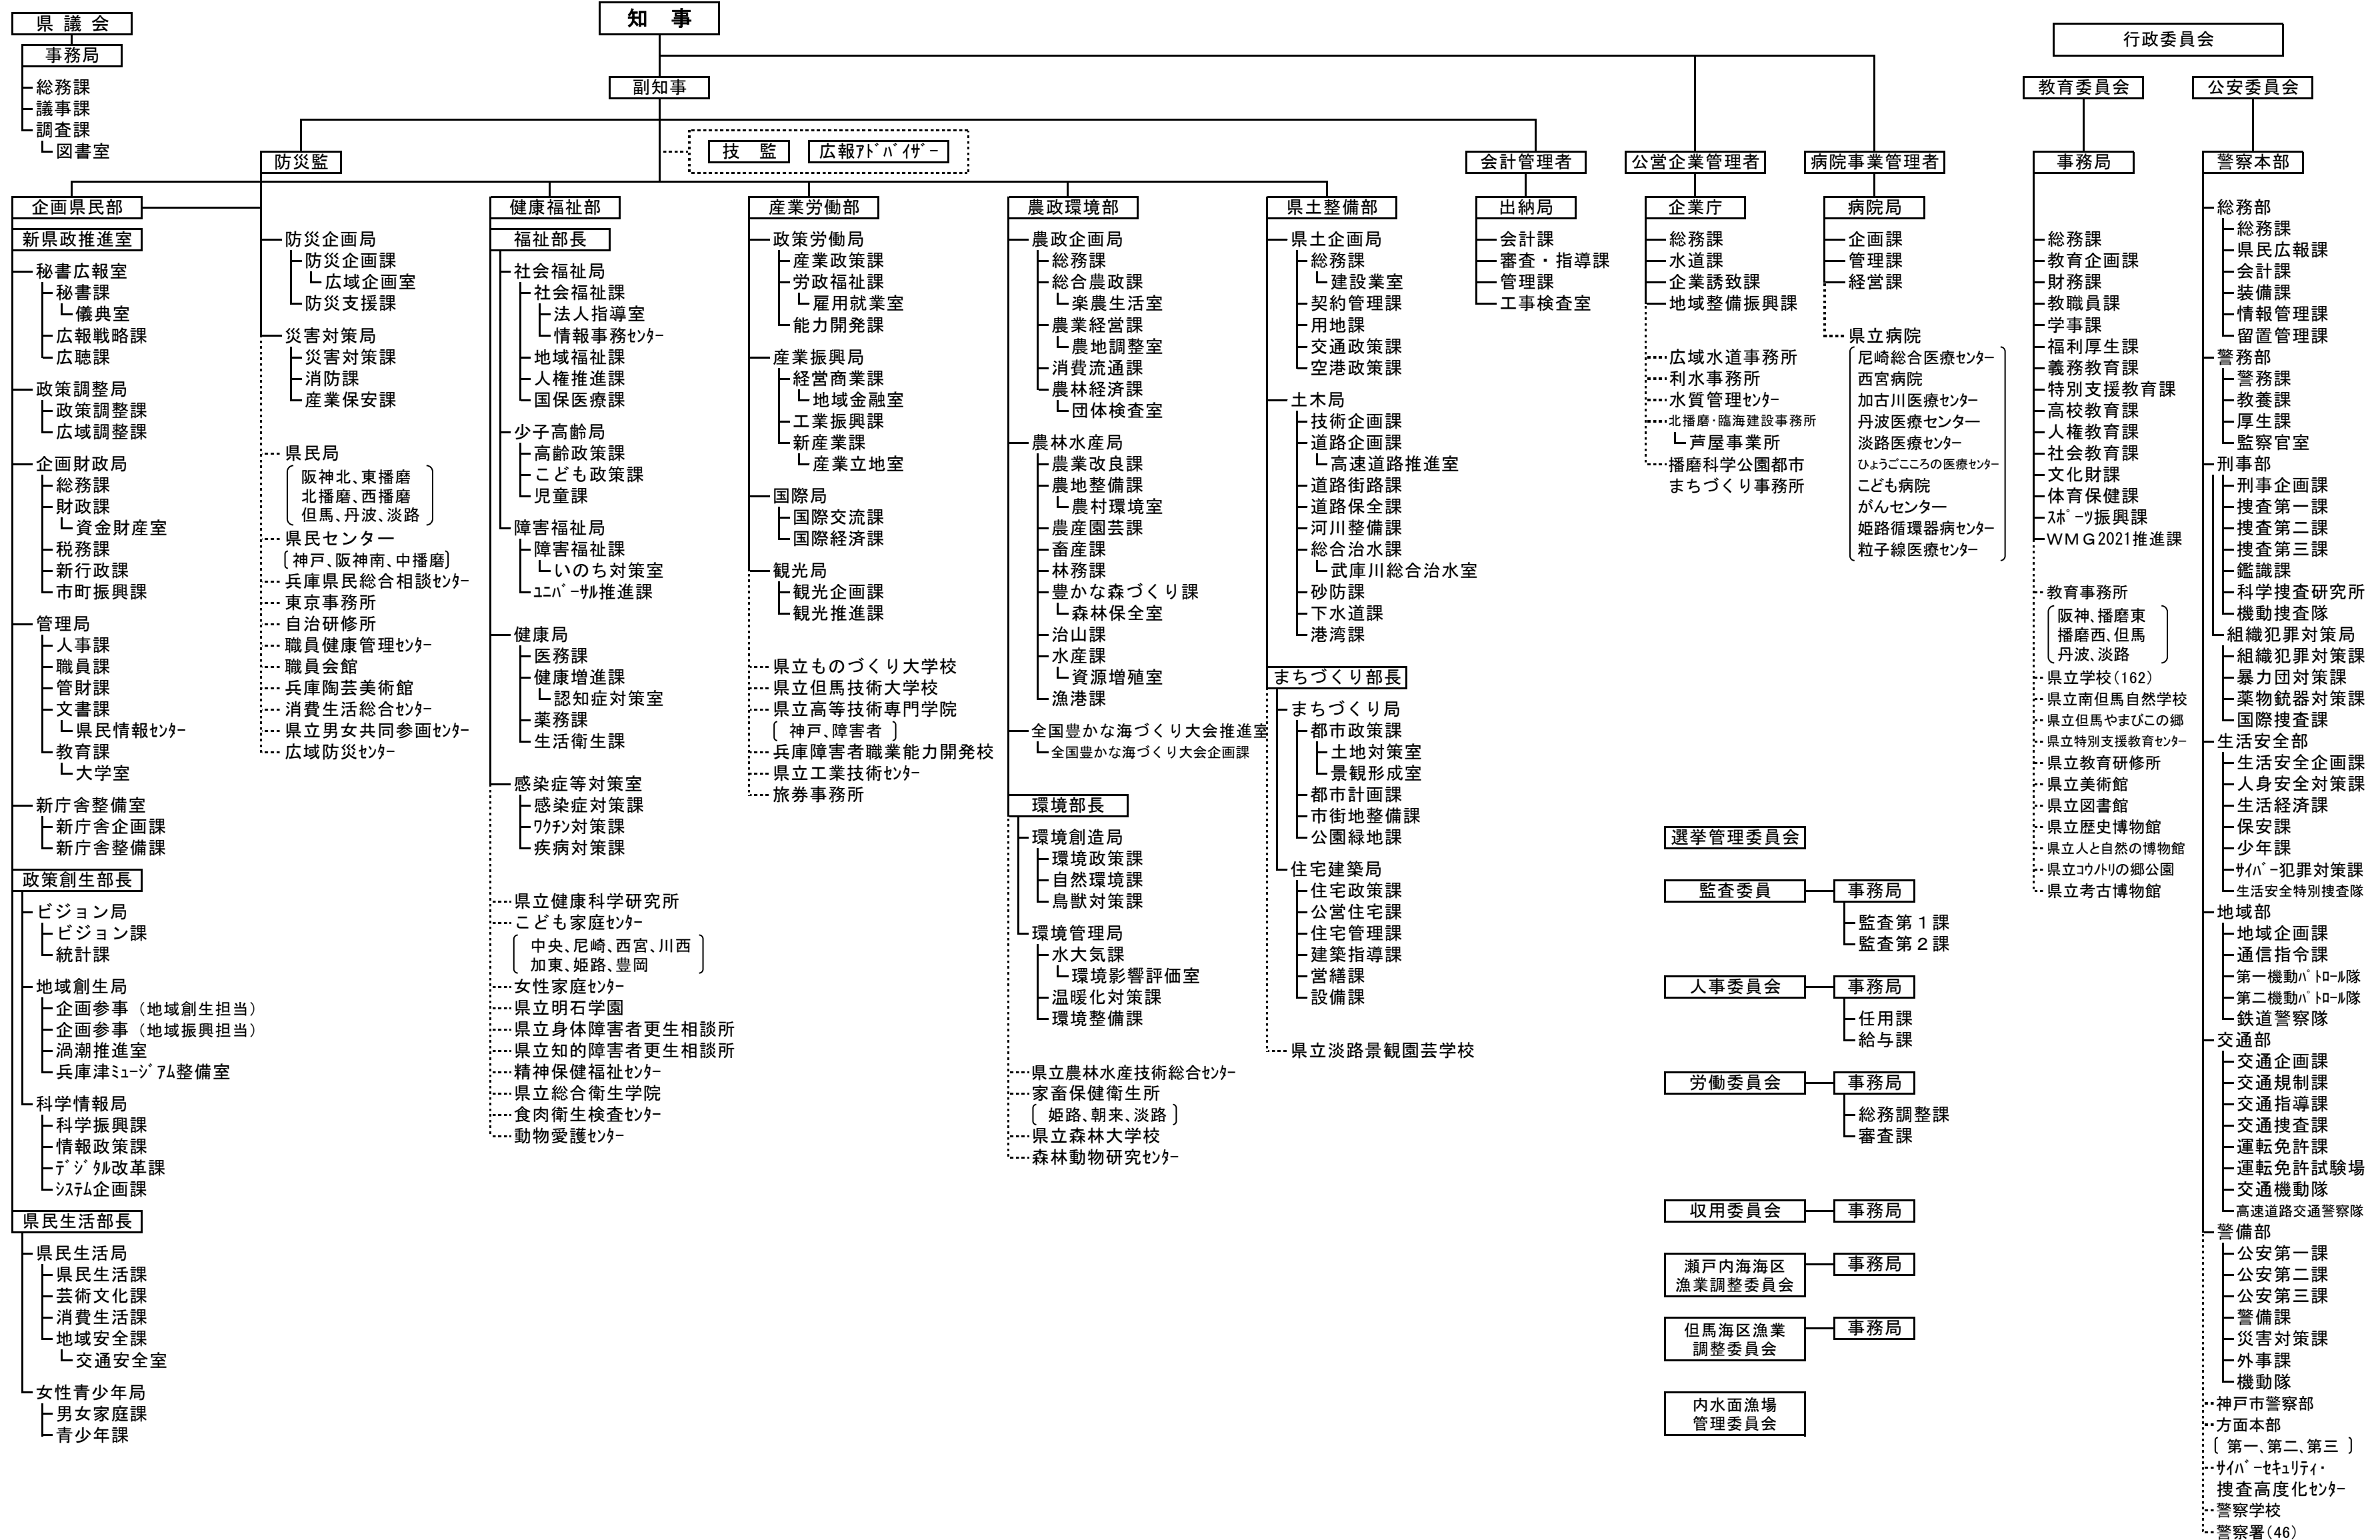 県 議 会
事務局
総務課
議事課
調査課
図書室
知　事
副知事
技　監
広報ｱﾄﾞﾊﾞｲｻﾞｰ
防災監
会計管理者
公営企業管理者
病院事業管理者
行政委員会
教育委員会
公安委員会
事務局
警察本部
企画県民部
新県政推進室
秘書広報室
秘書課
儀典室
広報戦略課
広聴課
政策調整局
政策調整課
広域調整課
企画財政局
総務課
財政課
資金財産室
税務課
新行政課
市町振興課
管理局
人事課
職員課
管財課
文書課
県民情報ｾﾝﾀｰ
教育課
大学室
新庁舎整備室
新庁舎企画課
新庁舎整備課
政策創生部長
ビジョン局
ビジョン課
統計課
地域創生局
企画参事（地域創生担当）
企画参事（地域振興担当）
渦潮推進室
兵庫津ﾐｭｰｼﾞｱﾑ整備室
科学情報局
科学振興課
情報政策課
ﾃﾞｼﾞﾀﾙ改革課
ｼｽﾃﾑ企画課
県民生活部長
県民生活局
県民生活課
芸術文化課
消費生活課
地域安全課
交通安全室
女性青少年局
男女家庭課
青少年課
防災企画局
防災企画課
広域企画室
防災支援課
災害対策局
災害対策課
消防課
産業保安課
県民局
阪神北､東播磨
北播磨､西播磨
但馬､丹波､淡路
県民センター
神戸､阪神南､中播磨
兵庫県民総合相談ｾﾝﾀｰ
東京事務所
自治研修所
職員健康管理ｾﾝﾀｰ
職員会館
兵庫陶芸美術館
消費生活総合ｾﾝﾀｰ
県立男女共同参画ｾﾝﾀｰ
広域防災ｾﾝﾀｰ
健康福祉部
福祉部長
社会福祉局
社会福祉課
法人指導室
情報事務ｾﾝﾀｰ
地域福祉課
人権推進課
国保医療課
少子高齢局
高齢政策課
こども政策課
児童課
障害福祉局
障害福祉課
いのち対策室
ﾕﾆﾊﾞｰｻﾙ推進課
健康局
医務課
健康増進課
認知症対策室
薬務課
生活衛生課
感染症等対策室
感染症対策課
ﾜｸﾁﾝ対策課
疾病対策課
県立健康科学研究所
こども家庭ｾﾝﾀｰ
中央､尼崎､西宮､川西
加東､姫路､豊岡
女性家庭ｾﾝﾀｰ
県立明石学園
県立身体障害者更生相談所
県立知的障害者更生相談所
精神保健福祉ｾﾝﾀｰ
県立総合衛生学院
食肉衛生検査ｾﾝﾀｰ
動物愛護ｾﾝﾀｰ
産業労働部
政策労働局
産業政策課
労政福祉課
雇用就業室
能力開発課
産業振興局
経営商業課
地域金融室
工業振興課
新産業課
産業立地室
国際局
国際交流課
国際経済課
観光局
観光企画課
観光推進課
県立ものづくり大学校
県立但馬技術大学校
県立高等技術専門学院
神戸､障害者
兵庫障害者職業能力開発校
県立工業技術ｾﾝﾀｰ
旅券事務所
農政環境部
農政企画局
総務課
総合農政課
楽農生活室
農業経営課
農地調整室
消費流通課
農林経済課
団体検査室
農林水産局
農業改良課
農地整備課
農村環境室
農産園芸課
畜産課
林務課
豊かな森づくり課
森林保全室
治山課
水産課
資源増殖室
漁港課
全国豊かな海づくり大会推進室
全国豊かな海づくり大会企画課
環境部長
環境創造局
環境政策課
自然環境課
鳥獣対策課
環境管理局
水大気課
環境影響評価室
温暖化対策課
環境整備課
県立農林水産技術総合ｾﾝﾀｰ
家畜保健衛生所
姫路､朝来､淡路
県立森林大学校
森林動物研究ｾﾝﾀｰ
県土整備部
県土企画局
総務課
建設業室
契約管理課
用地課
交通政策課
空港政策課
土木局
技術企画課
道路企画課
高速道路推進室
道路街路課
道路保全課
河川整備課
総合治水課
武庫川総合治水室
砂防課
下水道課
港湾課
まちづくり部長
まちづくり局
都市政策課
土地対策室
景観形成室
都市計画課
市街地整備課
公園緑地課
住宅建築局
住宅政策課
公営住宅課
住宅管理課
建築指導課
営繕課
設備課
県立淡路景観園芸学校
出納局
会計課
審査・指導課
管理課
工事検査室
企業庁
総務課
水道課
企業誘致課
地域整備振興課
広域水道事務所
利水事務所
水質管理ｾﾝﾀｰ
北播磨･臨海建設事務所
芦屋事業所
播磨科学公園都市
まちづくり事務所
病院局
企画課
管理課
経営課
県立病院
尼崎総合医療ｾﾝﾀｰ
西宮病院
加古川医療ｾﾝﾀｰ
丹波医療センター
淡路医療ｾﾝﾀｰ
ひょうごこころの医療ｾﾝﾀｰ
こども病院
がんセンター
姫路循環器病ｾﾝﾀｰ
粒子線医療ｾﾝﾀｰ
選挙管理委員会
監査委員
事務局
監査第１課
監査第２課
人事委員会
事務局
任用課
給与課
労働委員会
事務局
総務調整課
審査課
収用委員会
事務局
瀬戸内海海区
漁業調整委員会
事務局
但馬海区漁業
調整委員会
事務局
内水面漁場
管理委員会
総務課
教育企画課
財務課
教職員課
学事課
福利厚生課
義務教育課
特別支援教育課
高校教育課
人権教育課
社会教育課
文化財課
体育保健課
ｽﾎﾟｰﾂ振興課
ＷＭＧ2021推進課
教育事務所
阪神､播磨東
播磨西､但馬
丹波､淡路
県立学校(162)
県立南但馬自然学校
県立但馬やまびこの郷
県立特別支援教育ｾﾝﾀｰ
県立教育研修所
県立美術館
県立図書館
県立歴史博物館
県立人と自然の博物館
県立ｺｳﾉﾄﾘの郷公園
県立考古博物館
総務部
総務課
県民広報課
会計課
装備課
情報管理課
留置管理課
警務部
警務課
教養課
厚生課
監察官室
刑事部
刑事企画課
捜査第一課
捜査第二課
捜査第三課
鑑識課
科学捜査研究所
機動捜査隊
組織犯罪対策局
組織犯罪対策課
暴力団対策課
薬物銃器対策課
国際捜査課
生活安全部
生活安全企画課
人身安全対策課
生活経済課
保安課
少年課
ｻｲﾊﾞｰ犯罪対策課
生活安全特別捜査隊
地域部
地域企画課
通信指令課
第一機動ﾊﾟﾄﾛｰﾙ隊
第二機動ﾊﾟﾄﾛｰﾙ隊
鉄道警察隊
交通部
交通企画課
交通規制課
交通指導課
交通捜査課
運転免許課
運転免許試験場
交通機動隊
高速道路交通警察隊
警備部
公安第一課
公安第二課
公安第三課
警備課
災害対策課
外事課
機動隊
神戸市警察部
方面本部
第一､第二､第三
ｻｲﾊﾞｰｾｷｭﾘﾃｨ･
捜査高度化ｾﾝﾀｰ
警察学校
警察署(46)